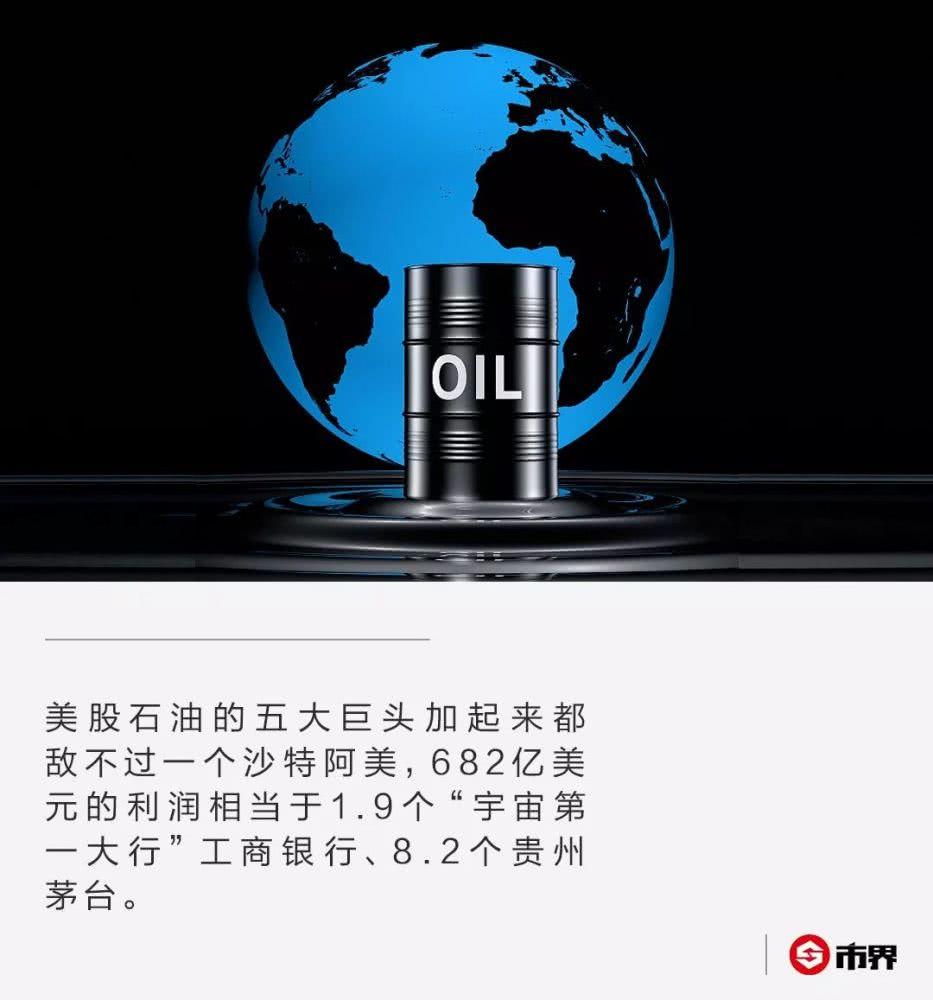 OIL
美股石油的五大巨头加起来都
敌不过一个沙特阿美，682亿美
元的利润相当于1.9个“宇宙第
一大行”工商银行、8.2个贵州
茅台。
市界